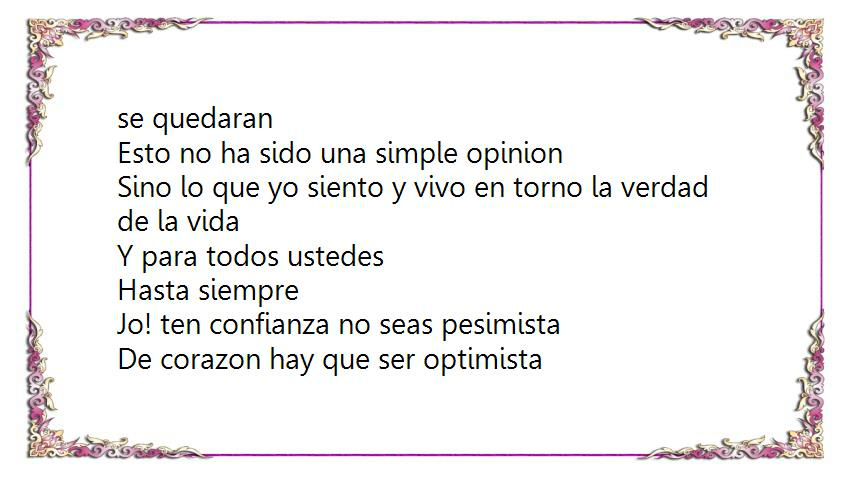 se quedaran
Esto no ha sido una simple opinion
Sino lo que yo siento y vivo en torno la verdad
de la vida
Y para todos ustedes
Hasta siempre
Jo! ten confianza no seas pesimista
De corazon hay que ser optimista